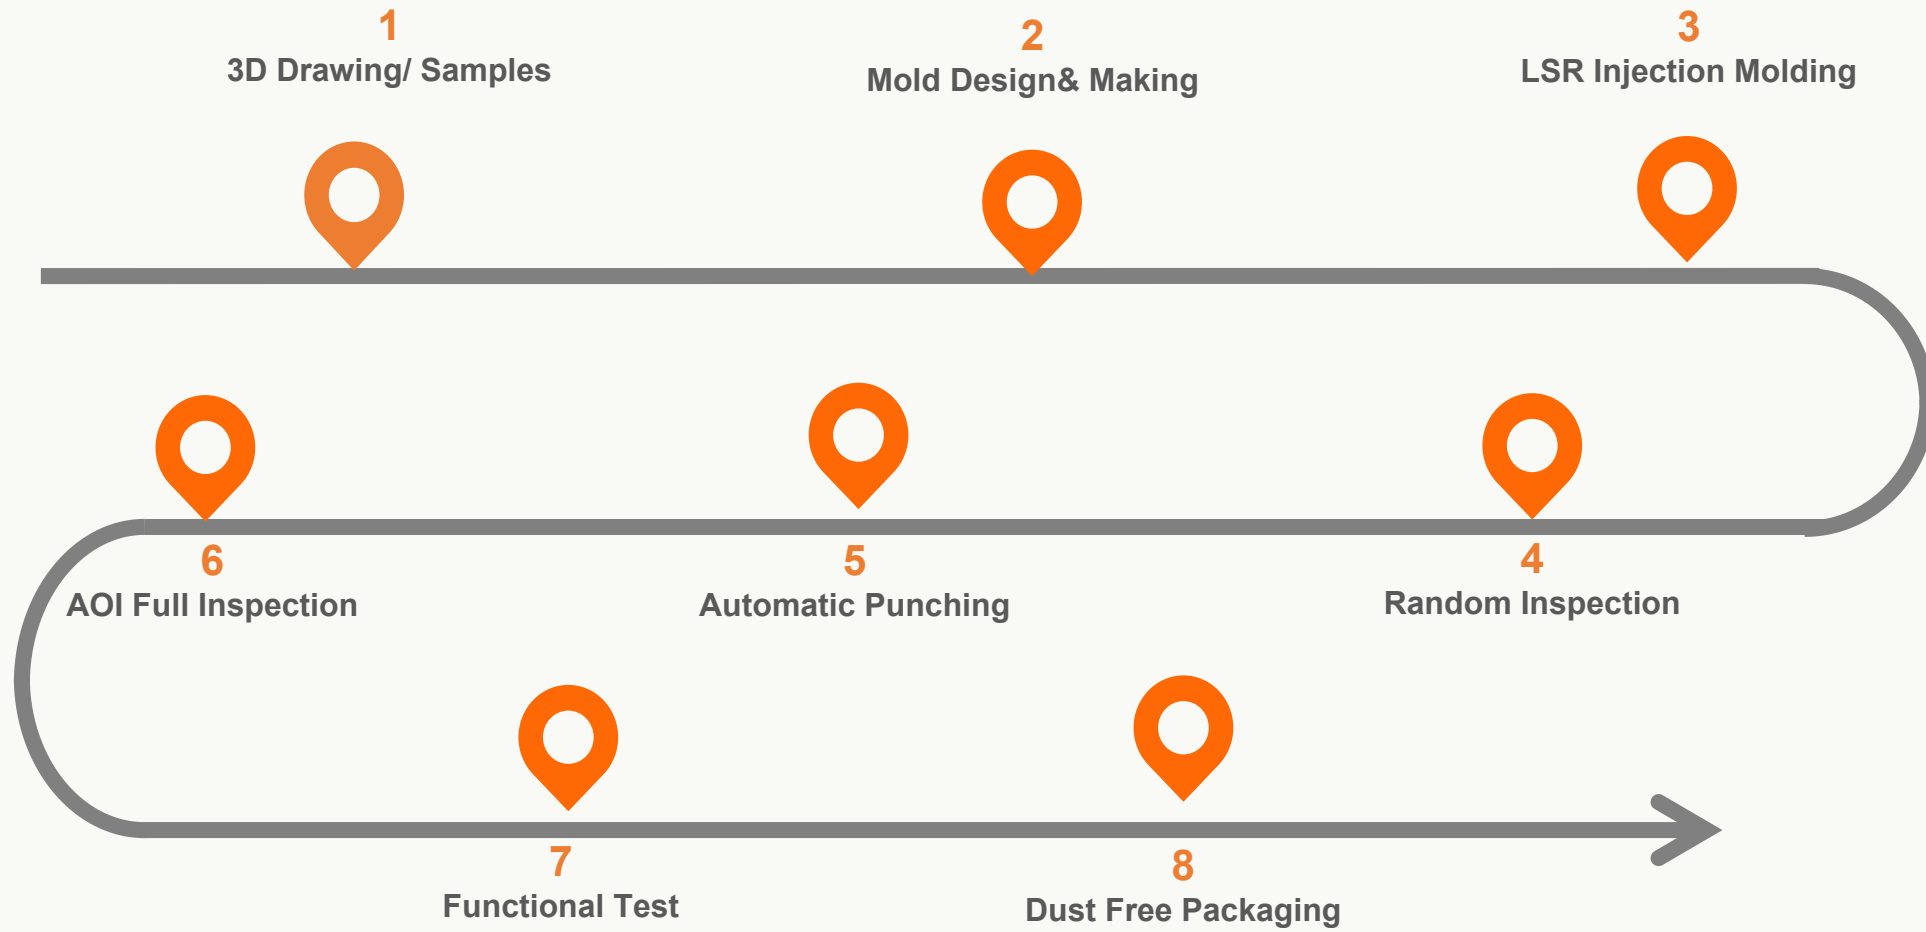 1
3D Drawing/ Samples
2
Mold Design& Making
3
LSR Injection Molding
4
Random Inspection
5
Automatic Punching
6
AOI Full Inspection
7
Functional Test
8
Dust Free Packaging